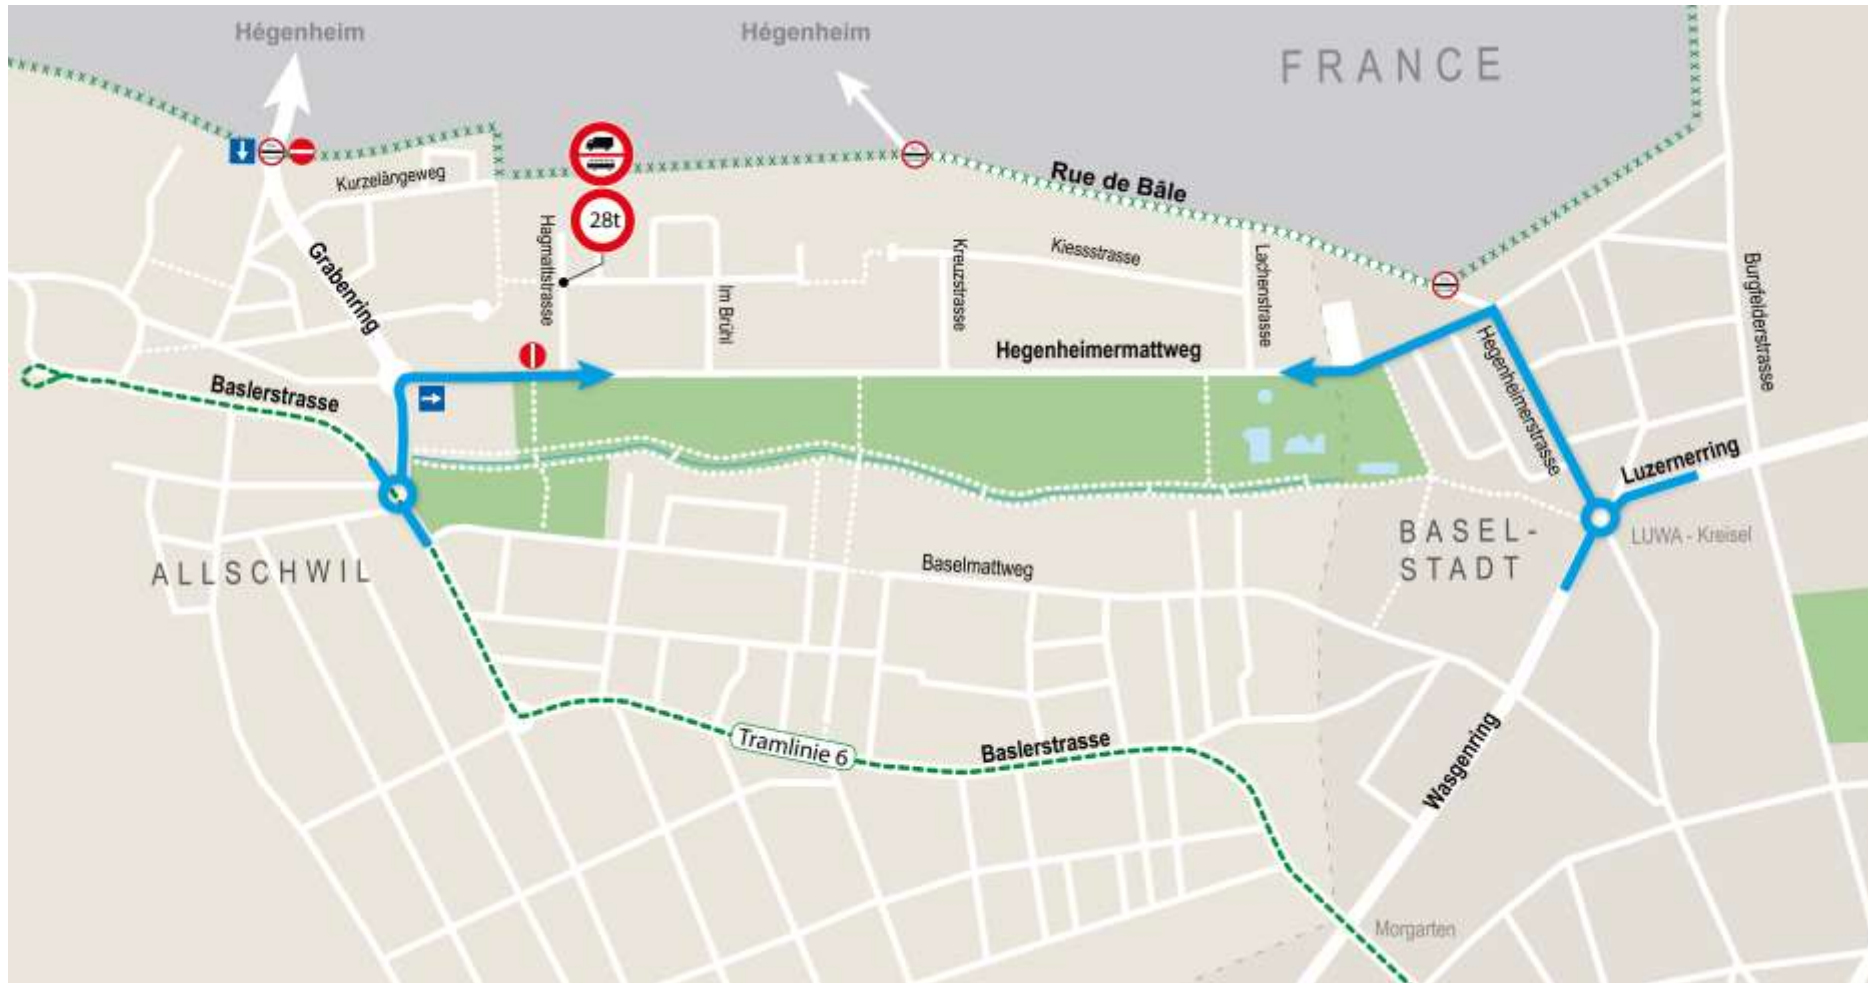 Hégenheim
Hégenheim
FRANCE
Kurzelängeweg
28t
Rue de Bâle
Grabenring
Hagmattstrasse
Im Brühl
Kreuzstrasse
Kiessstrasse
Lachenstrasse
Hegenheimermattweg
Hegenheimerstrasse
Burgfelderstrasse
Baslerstrasse
Luzernerring
LUWA - Kreisel
BASEL-
STADT
ALLSCHWIL
Baselmattweg
Tramlinie 6
Baslerstrasse
Wasgenring
Morgarten